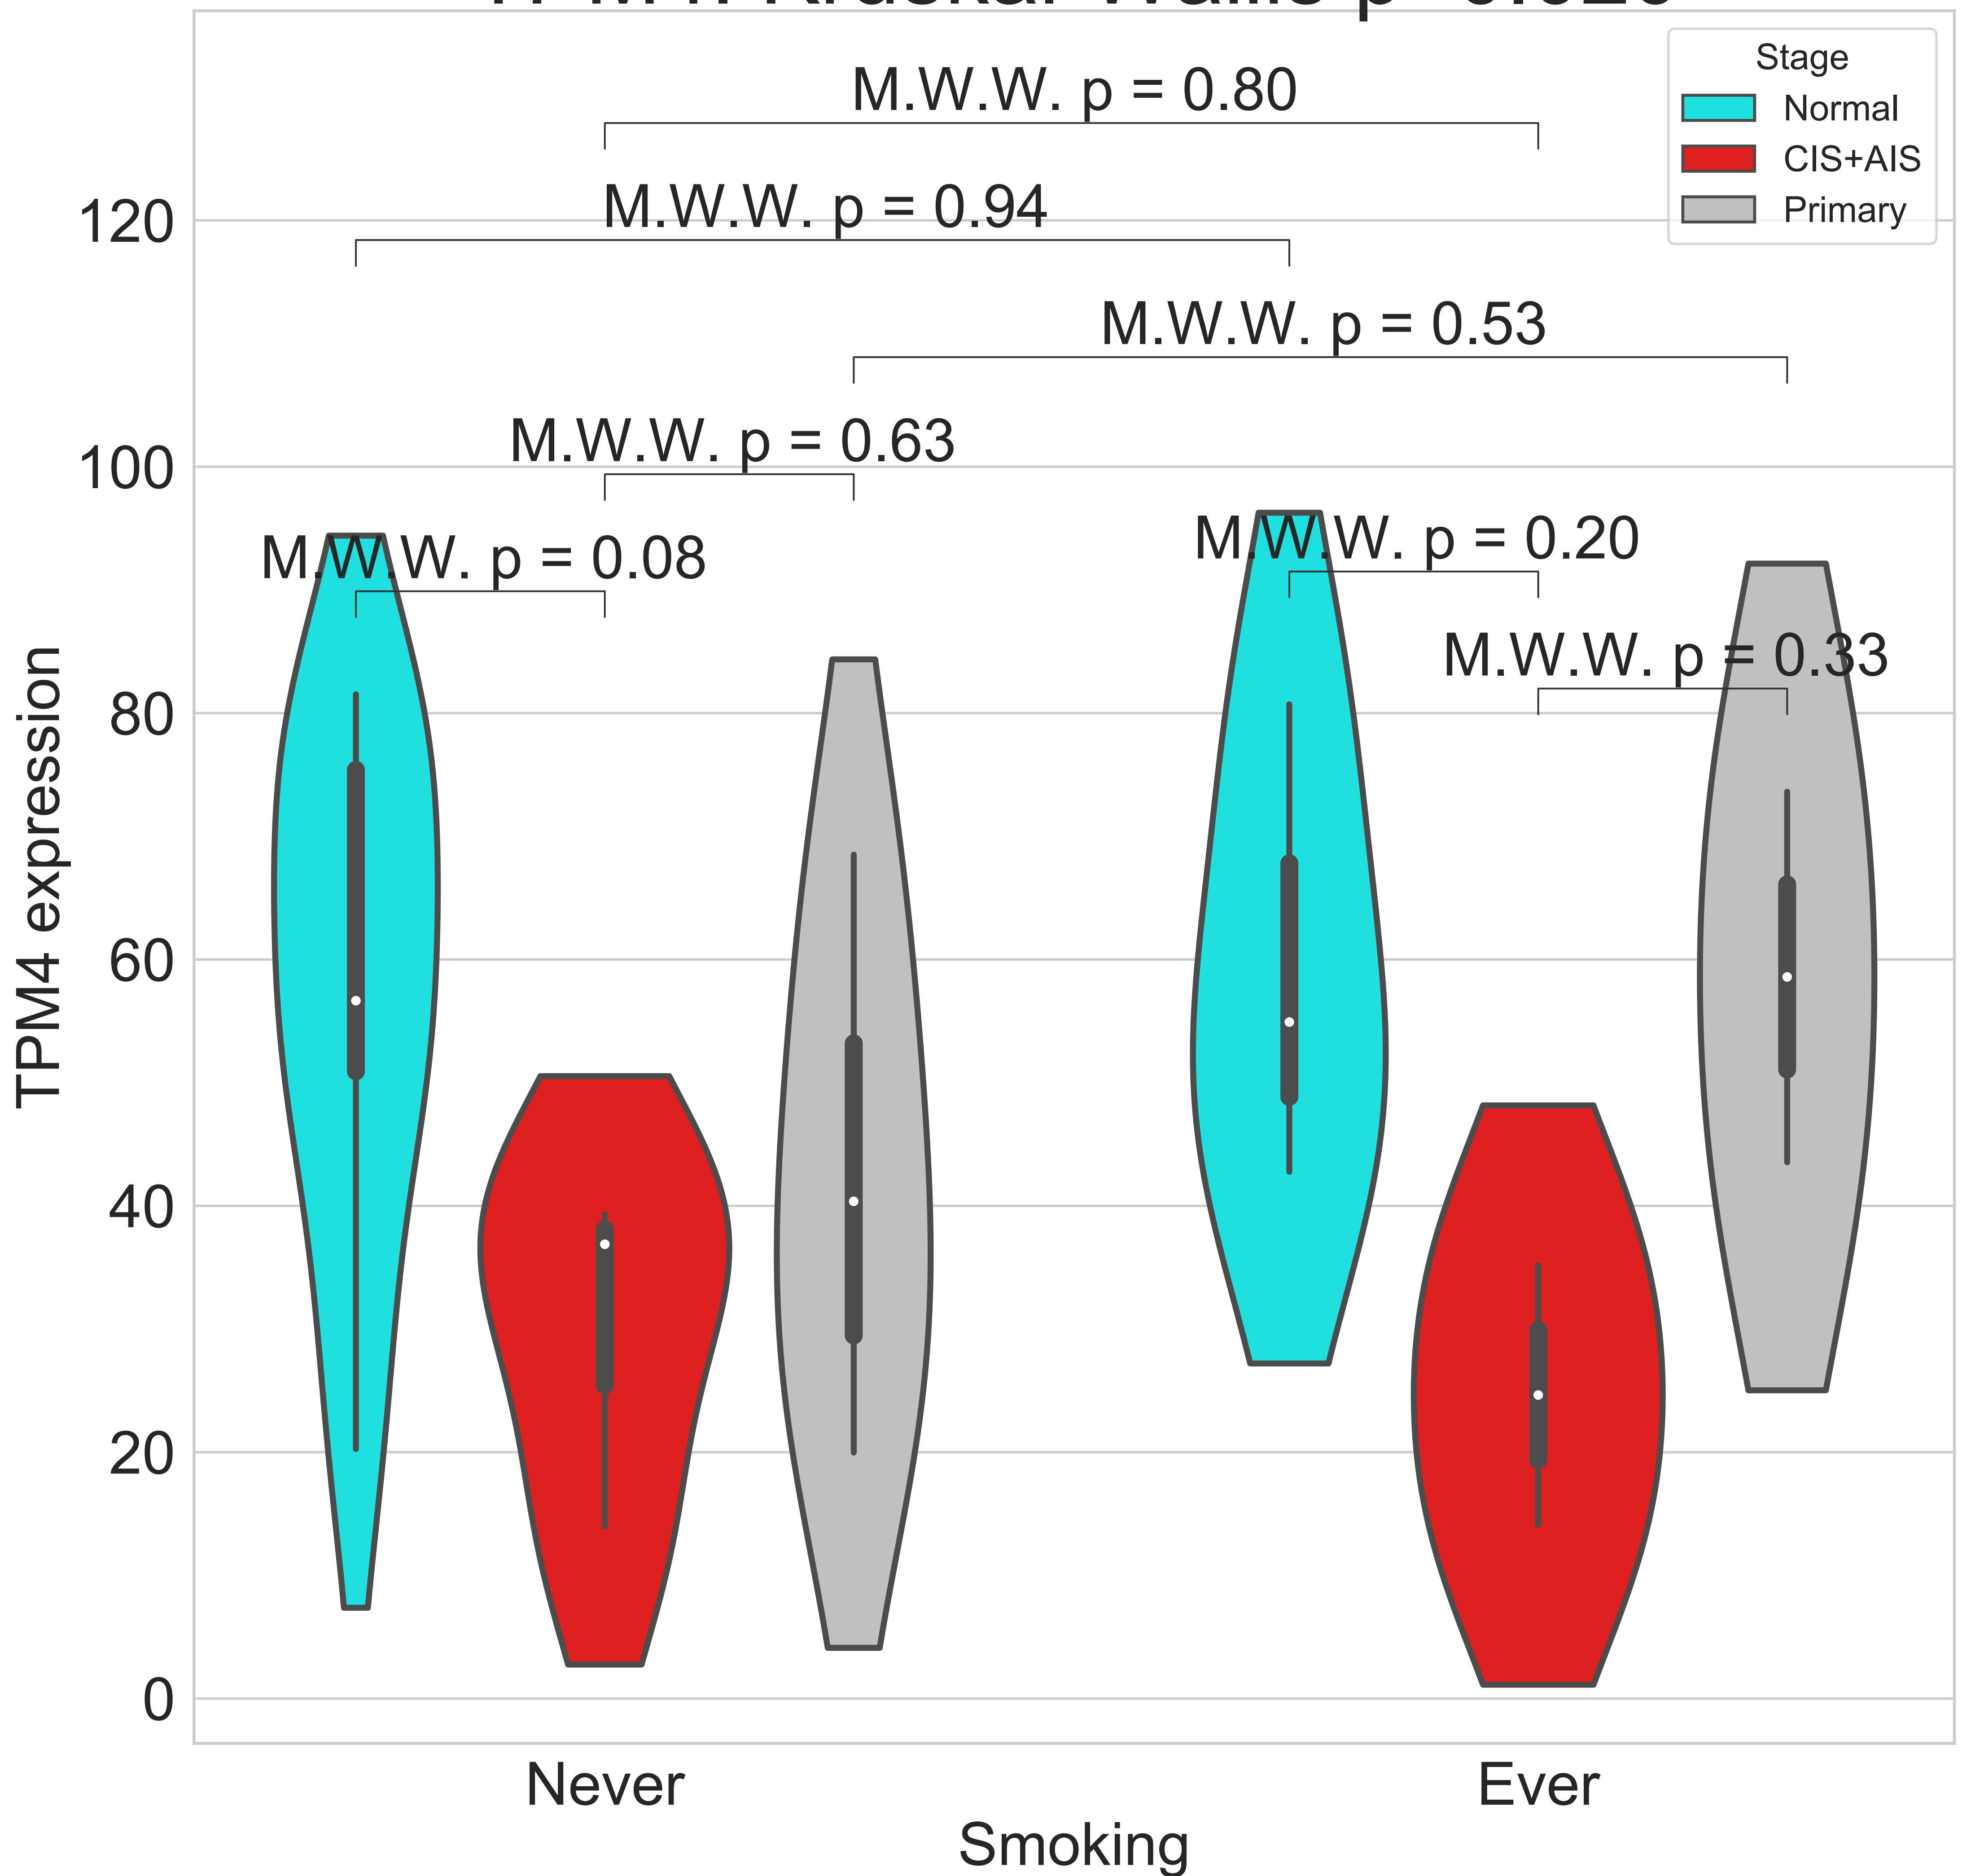 Stage
Normal
CIS+AIS
Primary
M.W.W. p = 0.80
M.W.W. p = 0.94
M.W.W. p = 0.53
M.W.W. p = 0.63
M.W.W. p = 0.08
M.W.W. p = 0.20
M.W.W. p = 0.33
120
100
80
60
40
20
0
TPM4 expression
Never
Ever
Smoking